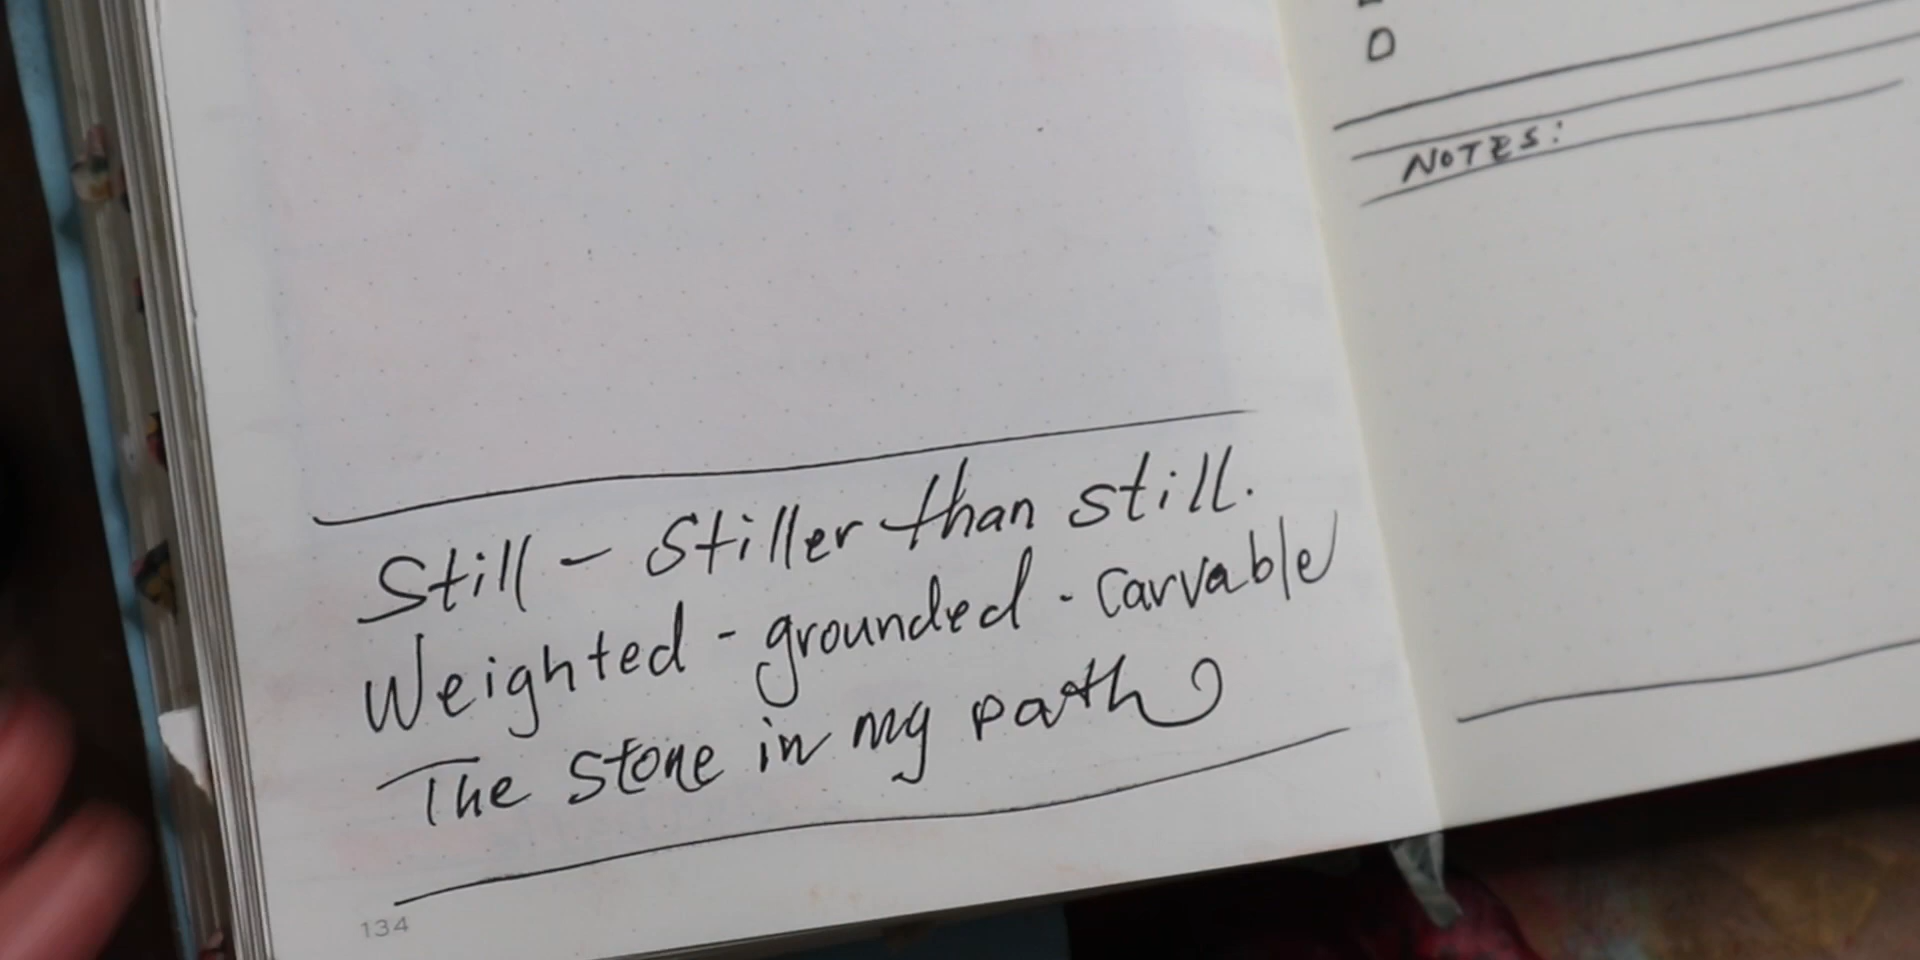 Still – Stiller than still.
Weighted - grounded - carvable
The stone in my path
134
NOTES: